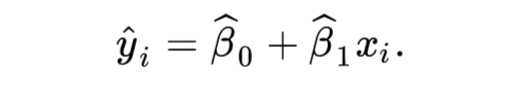 ŷᵢ = β̂₀ + β̂₁xᵢ.